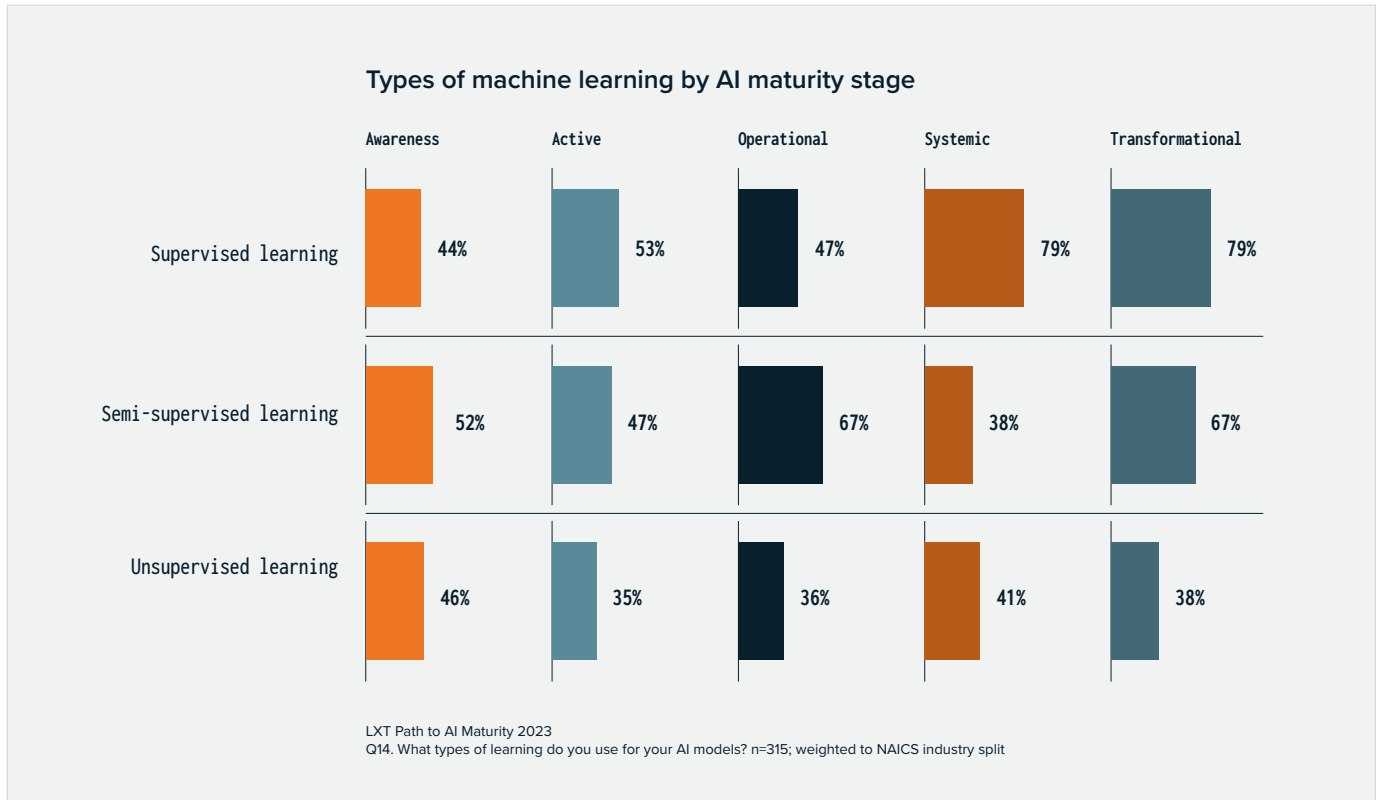 Types of machine learning by AI maturity stage
Awareness Active Operational Systemic Transformational
Supervised learning 44% 53% 47% 79% 79%
Semi-supervised learning 52% 47% 67% 38% 67%
Unsupervised learning 46% 35% 36% 41% 38%
LXT Path to AI Maturity 2023
Q14. What types of learning do you use for your AI models? n=315; weighted to NAICS industry split